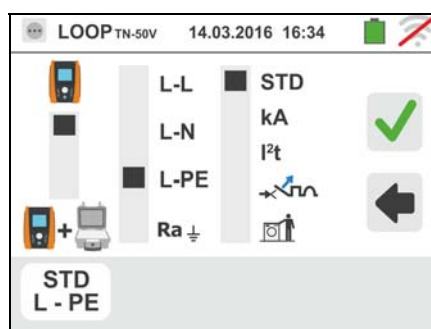 LOOP TN-50V 14.03.2016 16:34
L-L
L-N
L-PE
Ra
STD
kA
I²t
+
STD
L - PE